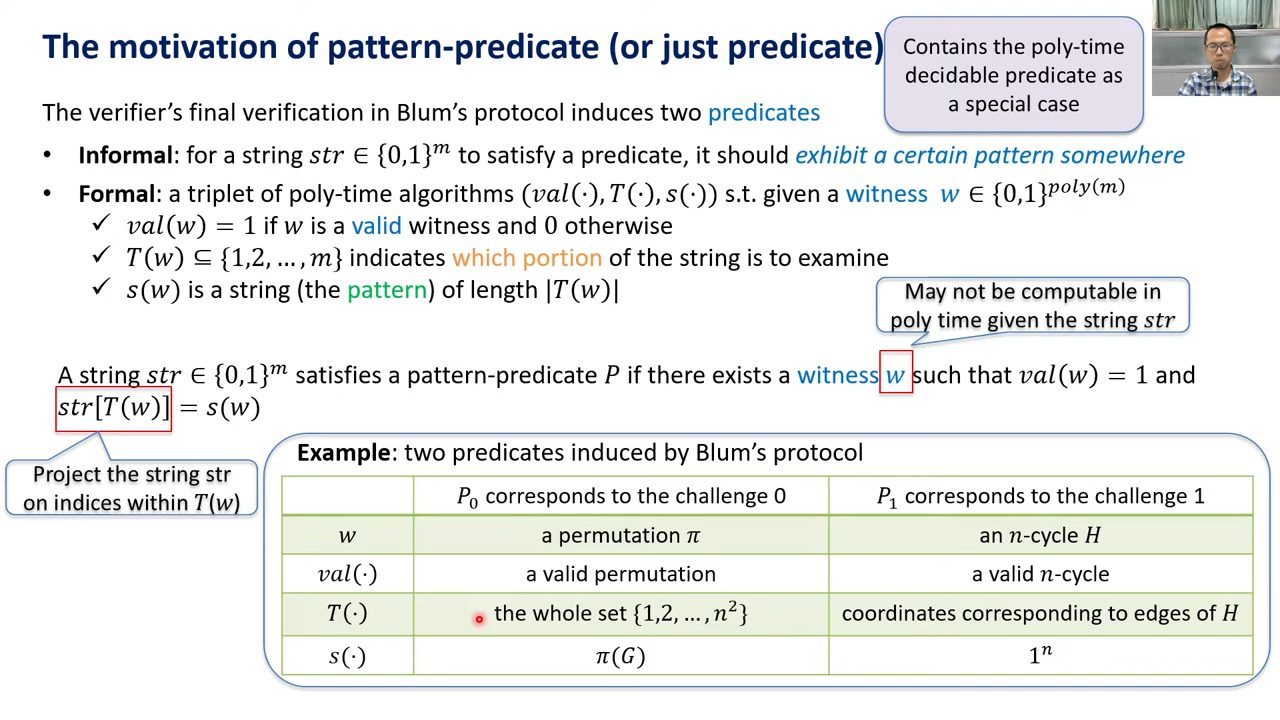 The motivation of pattern-predicate (or just predicate)
Contains the poly-time
decidable predicate as
a special case
The verifier's final verification in Blum's protocol induces two predicates
• Informal: for a string str ∈ {0,1}^m to satisfy a predicate, it should exhibit a certain pattern somewhere
• Formal: a triplet of poly-time algorithms (val(·), T(·), s(·)) s.t. given a witness w ∈ {0,1}^poly(m)
✓ val(w) = 1 if w is a valid witness and 0 otherwise
✓ T(w) ⊆ {1,2, … , m} indicates which portion of the string is to examine
✓ s(w) is a string (the pattern) of length |T(w)|
May not be computable in
poly time given the string str
A string str ∈ {0,1}^m satisfies a pattern-predicate P if there exists a witness w such that val(w) = 1 and
str[T(w)] = s(w)
Project the string str
on indices within T(w)
Example: two predicates induced by Blum's protocol
P₀ corresponds to the challenge 0 P₁ corresponds to the challenge 1
w a permutation π an n-cycle H
val(·) a valid permutation a valid n-cycle
T(·) the whole set {1,2, … , n²} coordinates corresponding to edges of H
s(·) π(G) 1ⁿ